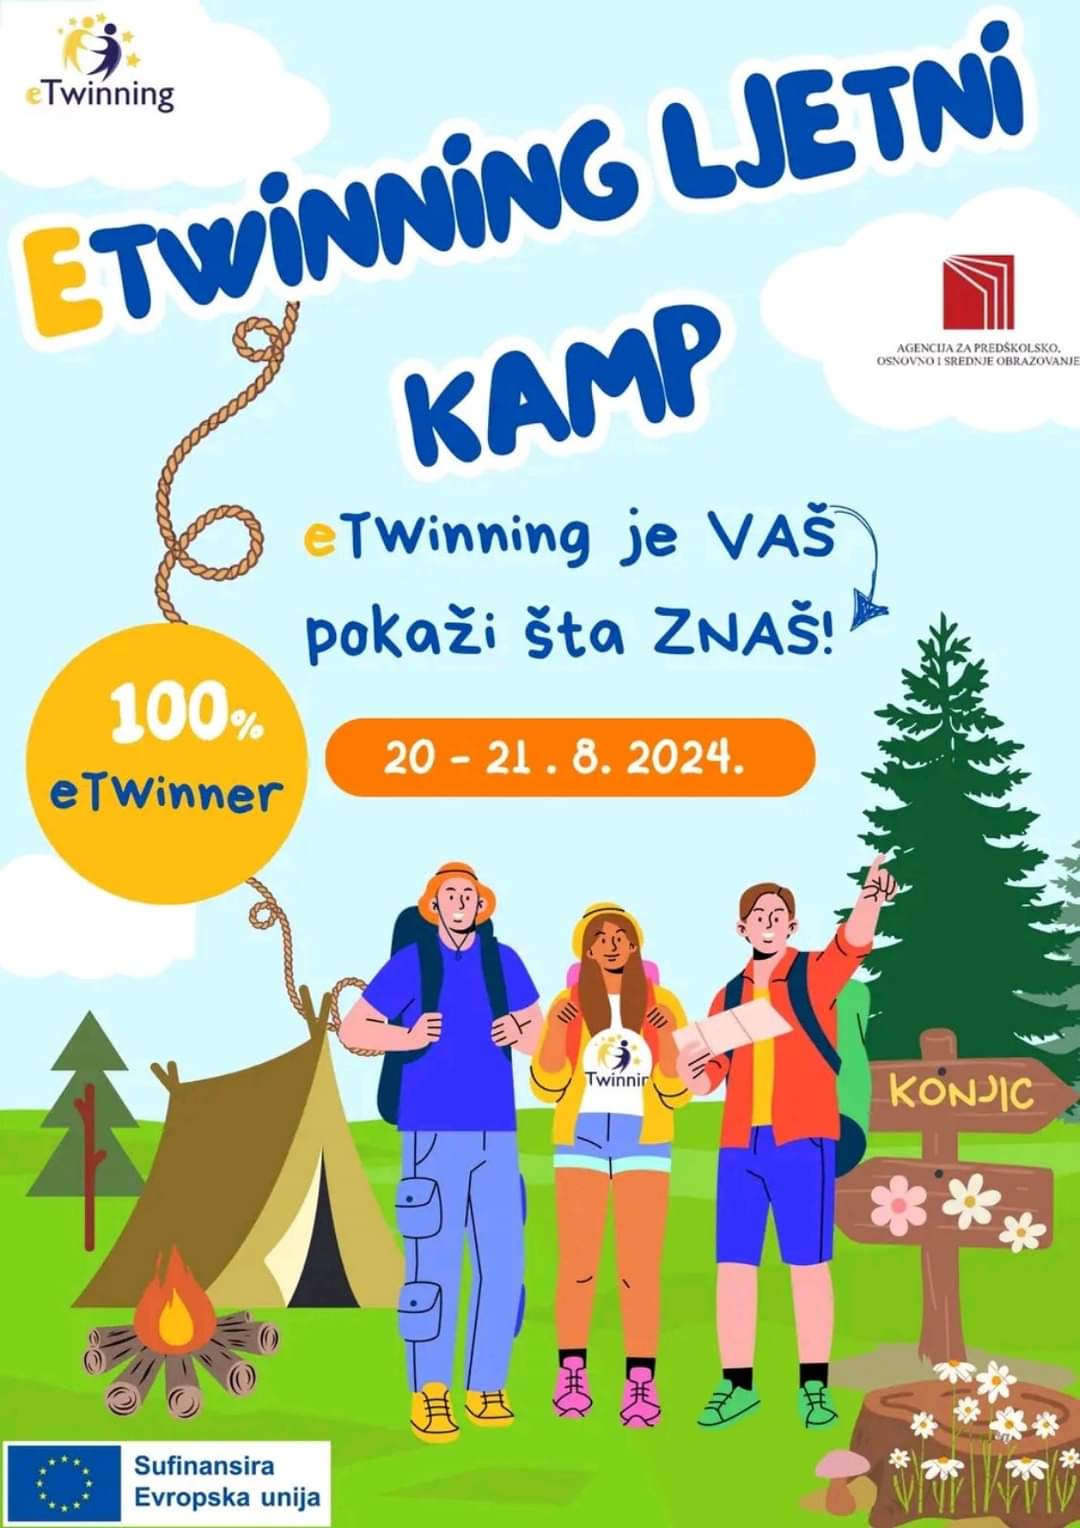 eTwinning
ETWINNING LJETNI
KAMP
AGENCIJA ZA PREDŠKOLSKO,
OSNOVNO I SREDNJE OBRAZOVANJE
eTWinning je VAŠ
pokaži šta ZNAŠ!
100%
eTWinner
20 - 21 . 8. 2024.
Twinnin
KONJIC
Sufinansira
Evropska unija